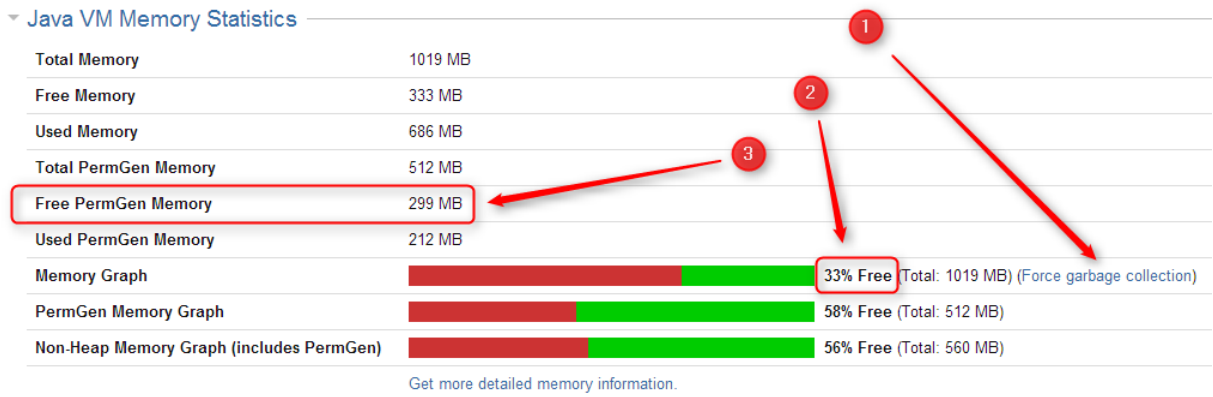 1
Java VM Memory Statistics
2
Total Memory 1019 MB
Free Memory 333 MB
Used Memory 686 MB
3
Total PermGen Memory 512 MB
Free PermGen Memory 299 MB
Used PermGen Memory 212 MB
Memory Graph 33% Free (Total: 1019 MB) (Force garbage collection)
PermGen Memory Graph 58% Free (Total: 512 MB)
Non-Heap Memory Graph (includes PermGen) 56% Free (Total: 560 MB)
Get more detailed memory information.